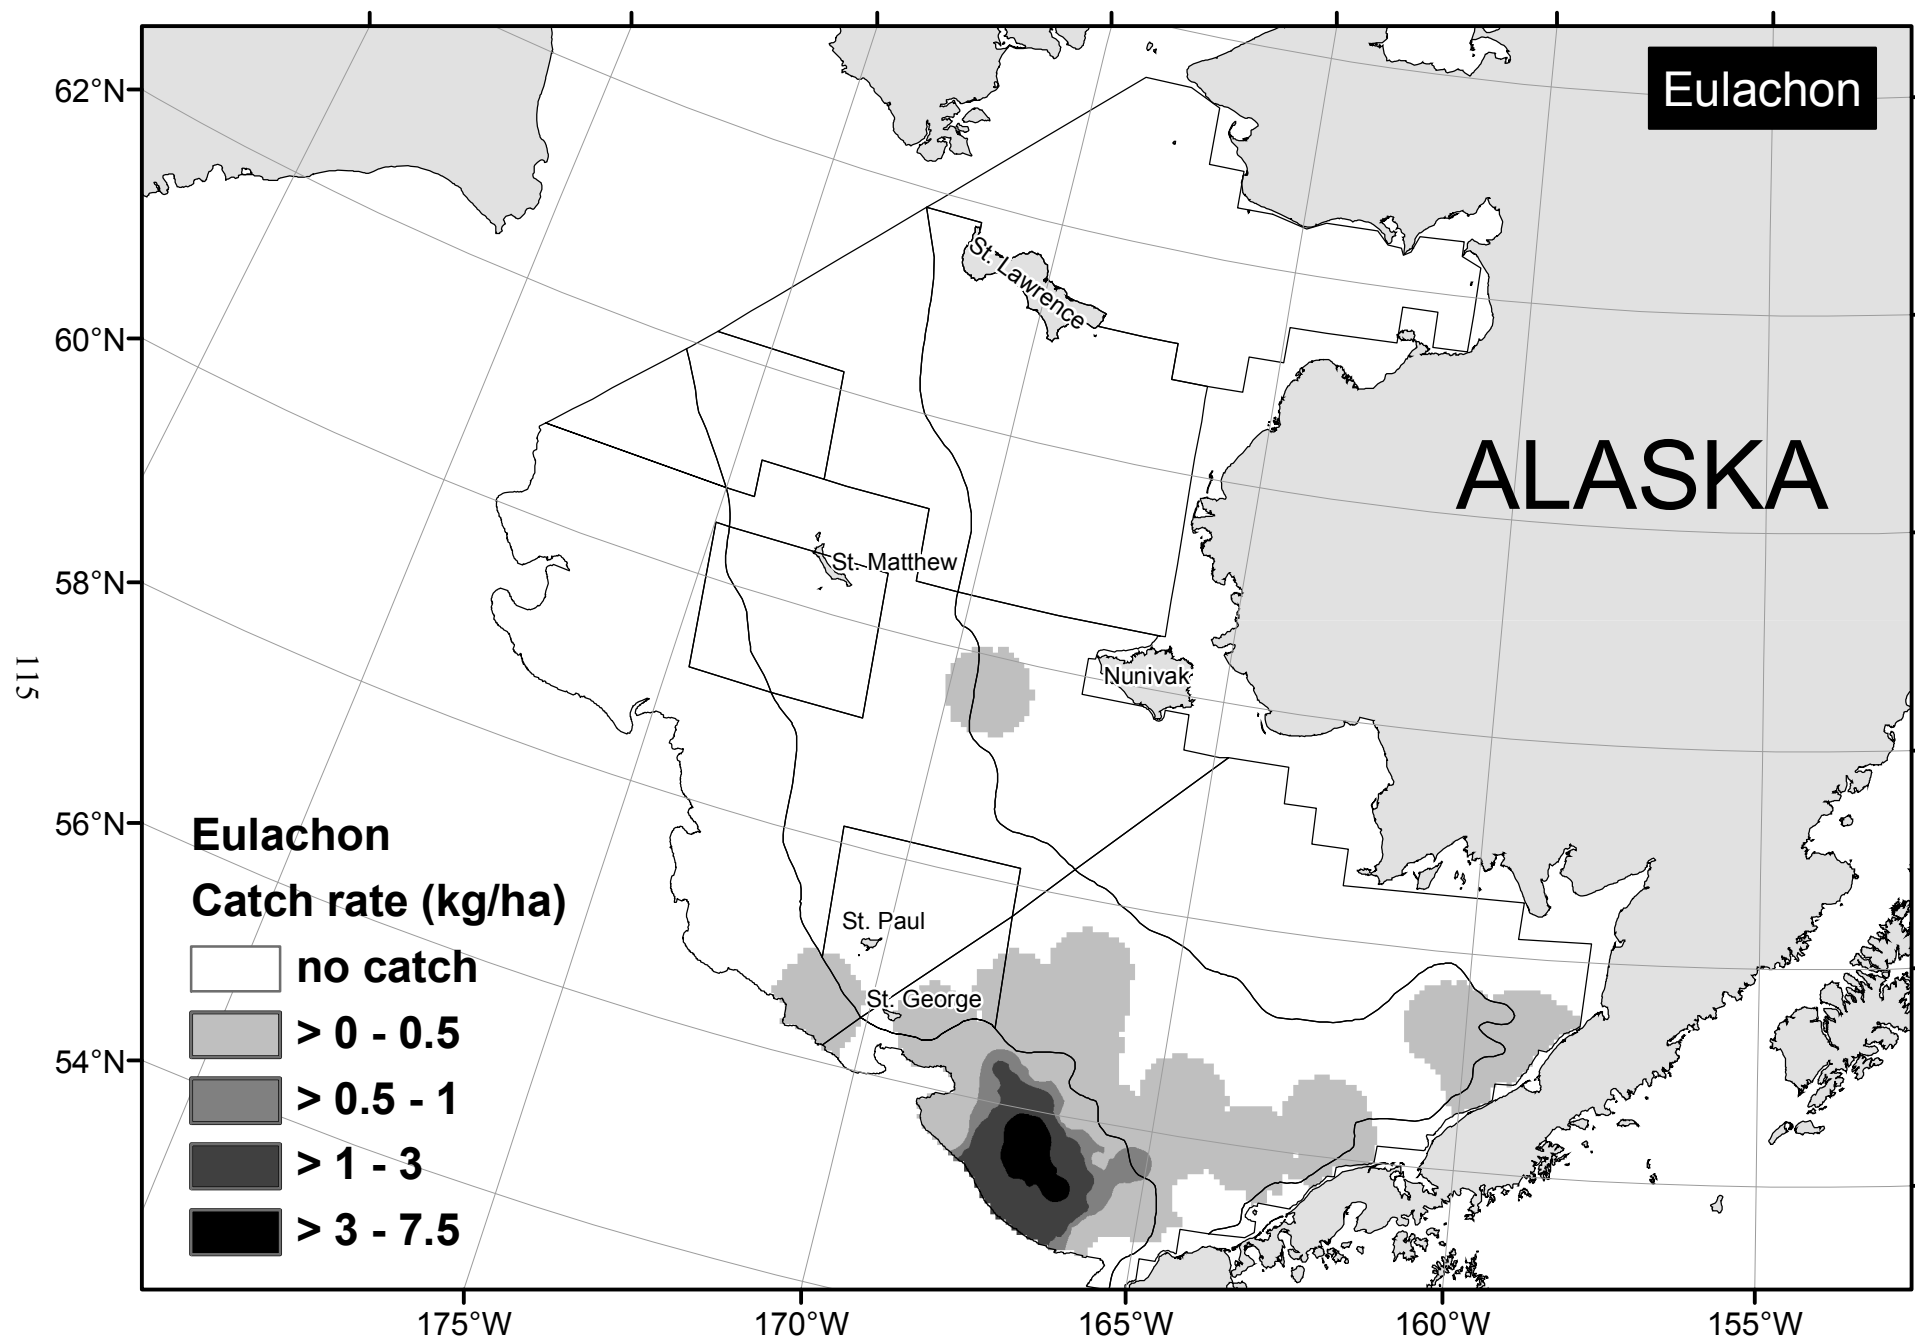 Eulachon
62°N
60°N
58°N
56°N
54°N
115
St. Lawrence
ALASKA
St. Matthew
Nunivak
St. Paul
St. George
Eulachon
Catch rate (kg/ha)
no catch
> 0 - 0.5
> 0.5 - 1
> 1 - 3
> 3 - 7.5
175°W
170°W
165°W
160°W
155°W